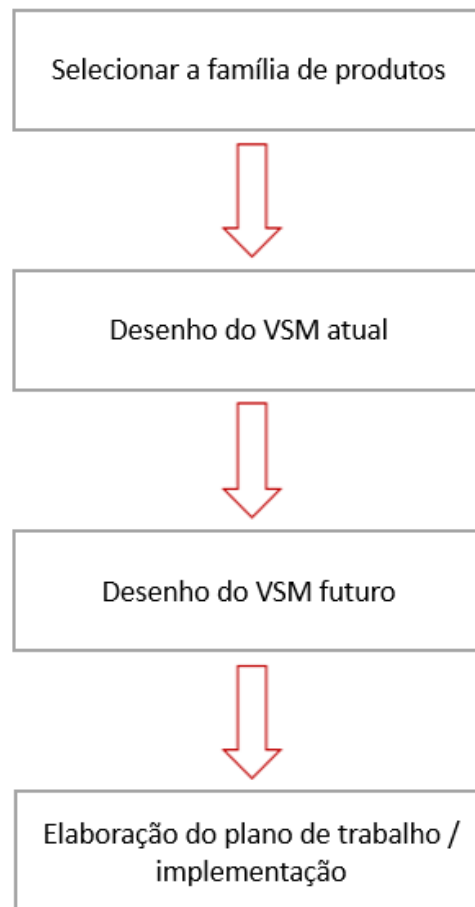 Selecionar a família de produtos
Desenho do VSM atual
Desenho do VSM futuro
Elaboração do plano de trabalho /
implementação